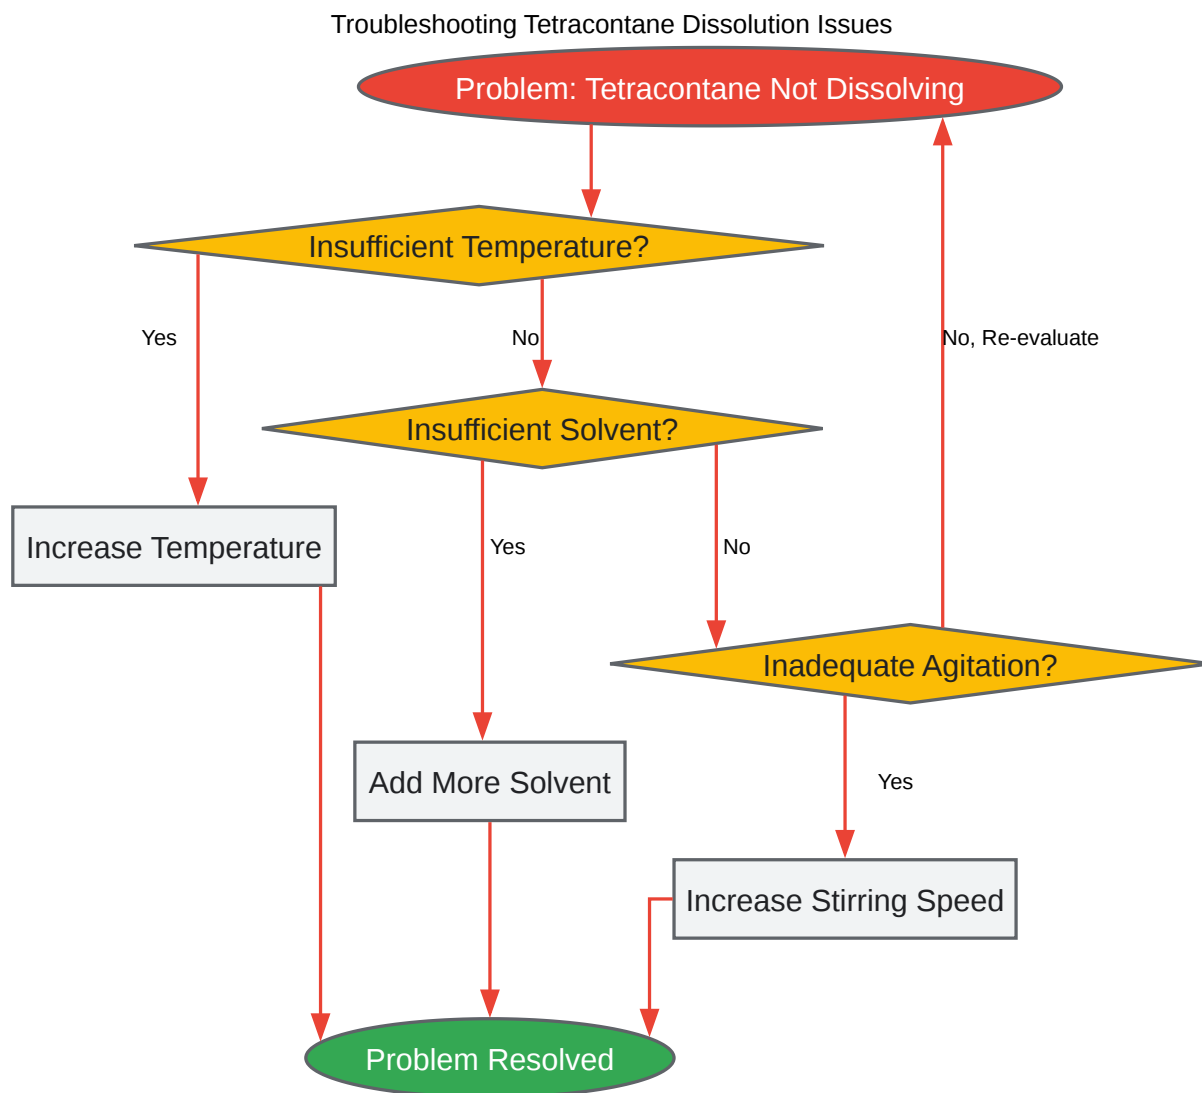 Troubleshooting Tetracontane Dissolution Issues
Problem: Tetracontane Not Dissolving
Insufficient Temperature?
Yes
No
No, Re-evaluate
Insufficient Solvent?
Increase Temperature
Yes
No
Inadequate Agitation?
Add More Solvent
Yes
Increase Stirring Speed
Problem Resolved